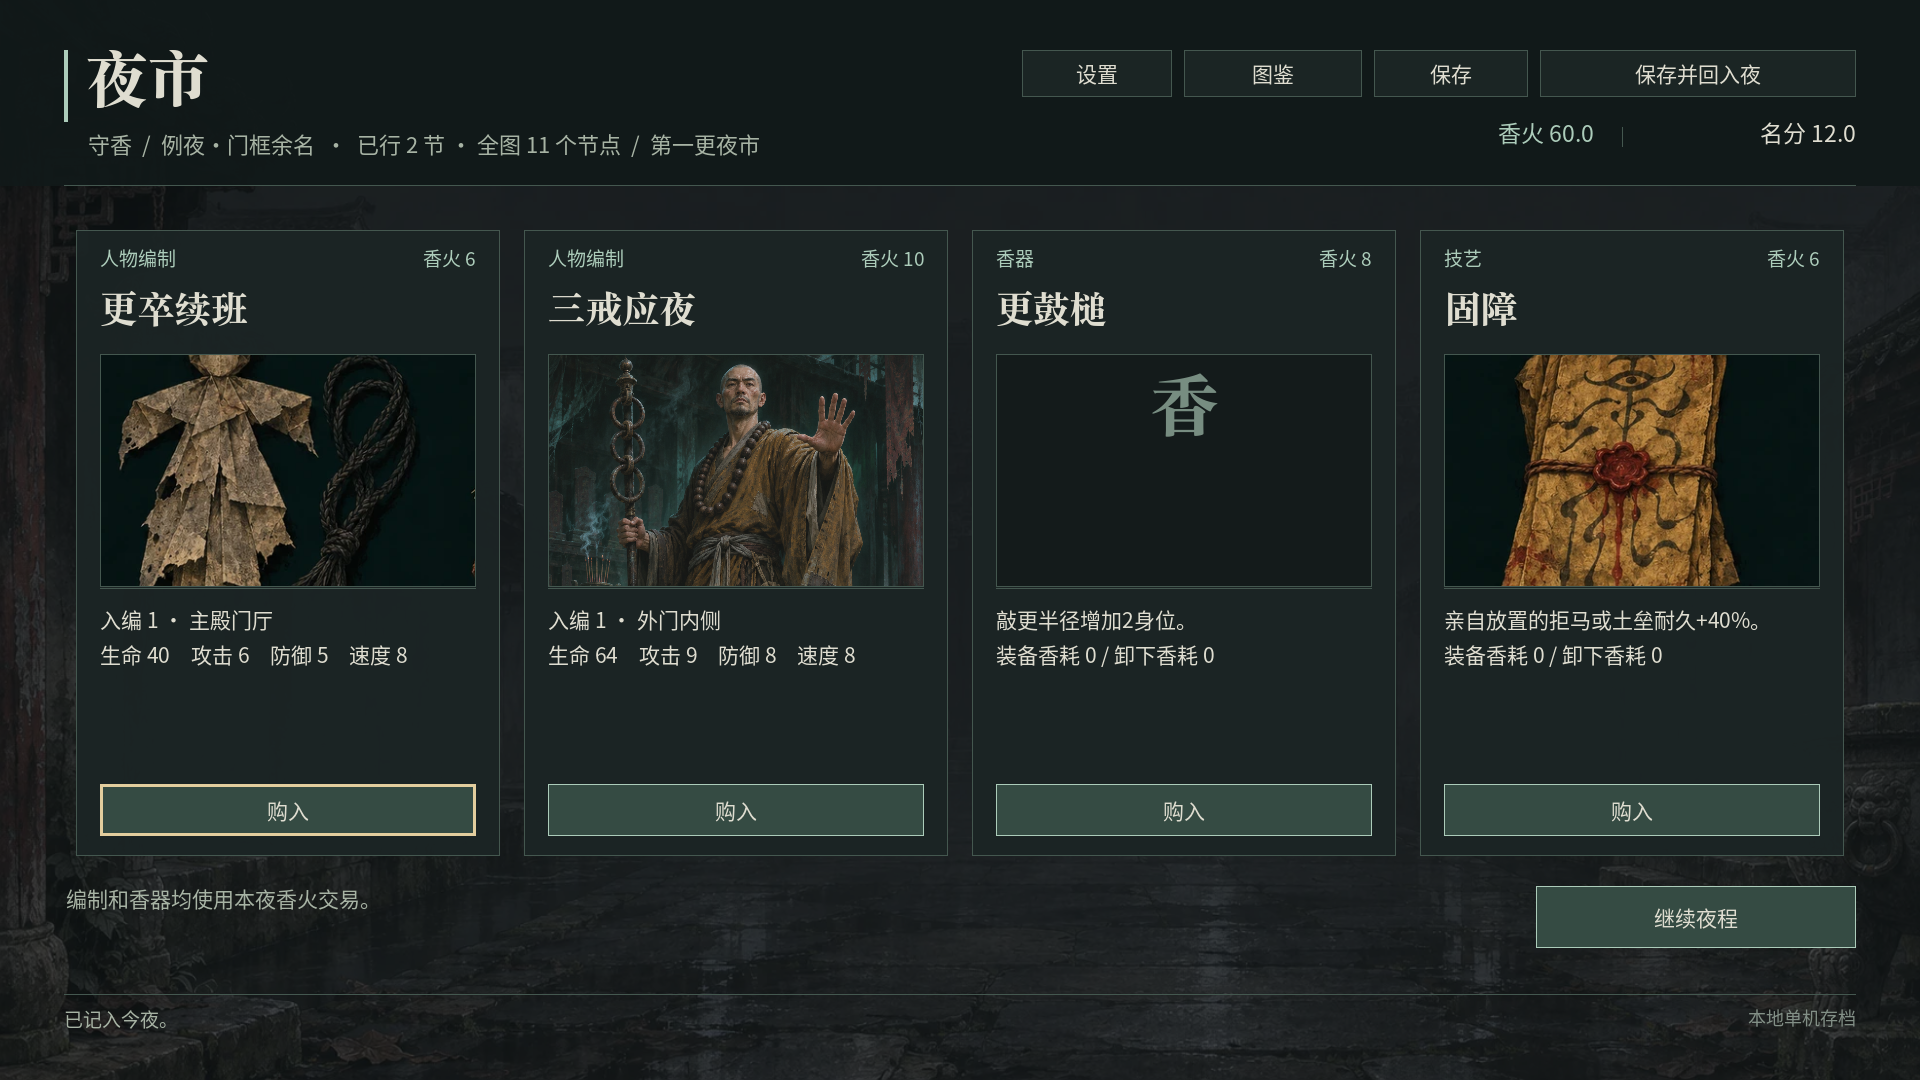 夜市
设置
图鉴
保存
保存并回入夜
守香 / 例夜·门框余名 · 已行 2 节 · 全图 11 个节点 / 第一更夜市
香火 60.0
名分 12.0
人物编制 香火 6
更卒续班
入编 1 · 主殿门厅
生命 40 攻击 6 防御 5 速度 8
购入
人物编制 香火 10
三戒应夜
入编 1 · 外门内侧
生命 64 攻击 9 防御 8 速度 8
购入
香器 香火 8
更鼓槌
香
敲更半径增加2身位。
装备香耗 0 / 卸下香耗 0
购入
技艺 香火 6
固障
亲自放置的拒马或土垒耐久+40%。
装备香耗 0 / 卸下香耗 0
购入
编制和香器均使用本夜香火交易。
继续夜程
已记入今夜。
本地单机存档